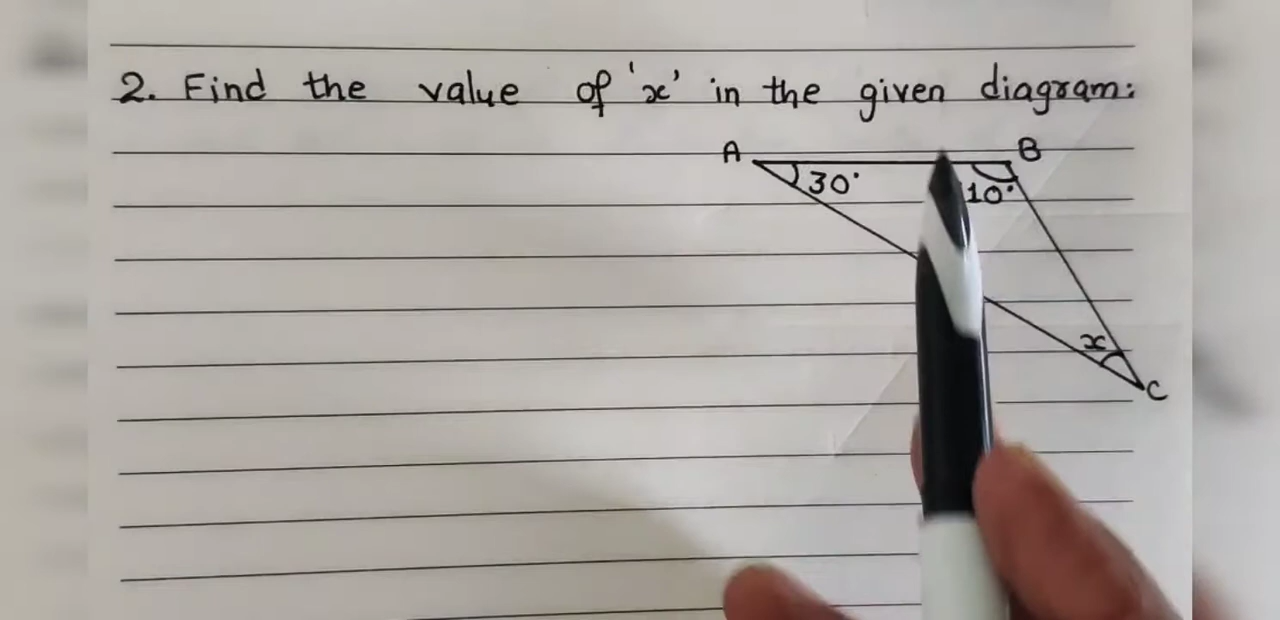 2. Find the value of 'x' in the given diagram:
A B
30° 10°
x
C